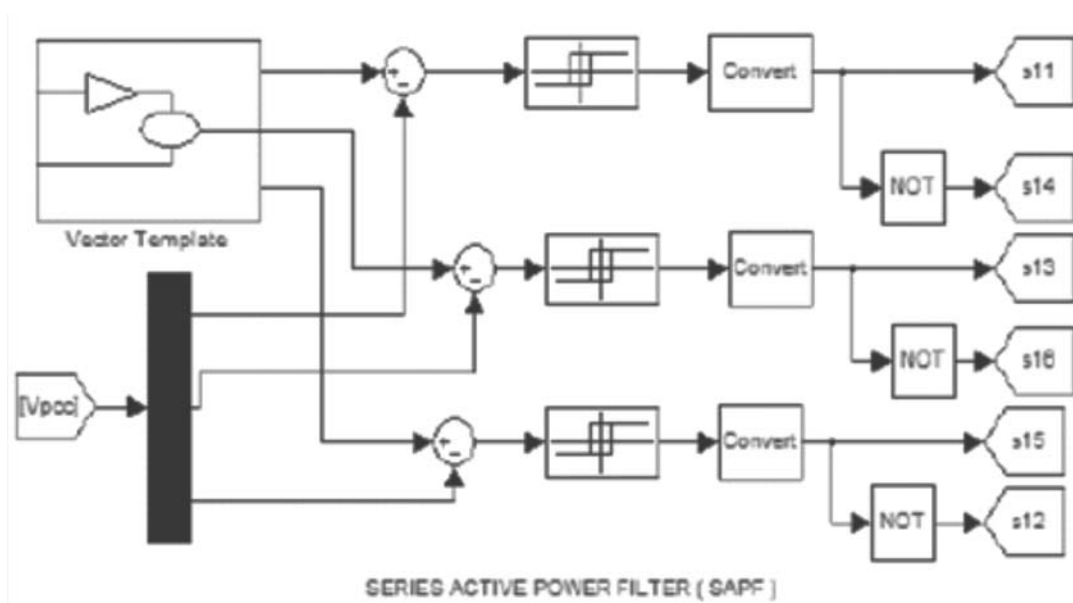 Convert
s11
NOT
s14
Vector Template
Convert
s13
NOT
s16
[Vpcc]
Convert
s15
NOT
s12
SERIES ACTIVE POWER FILTER ( SAPF )